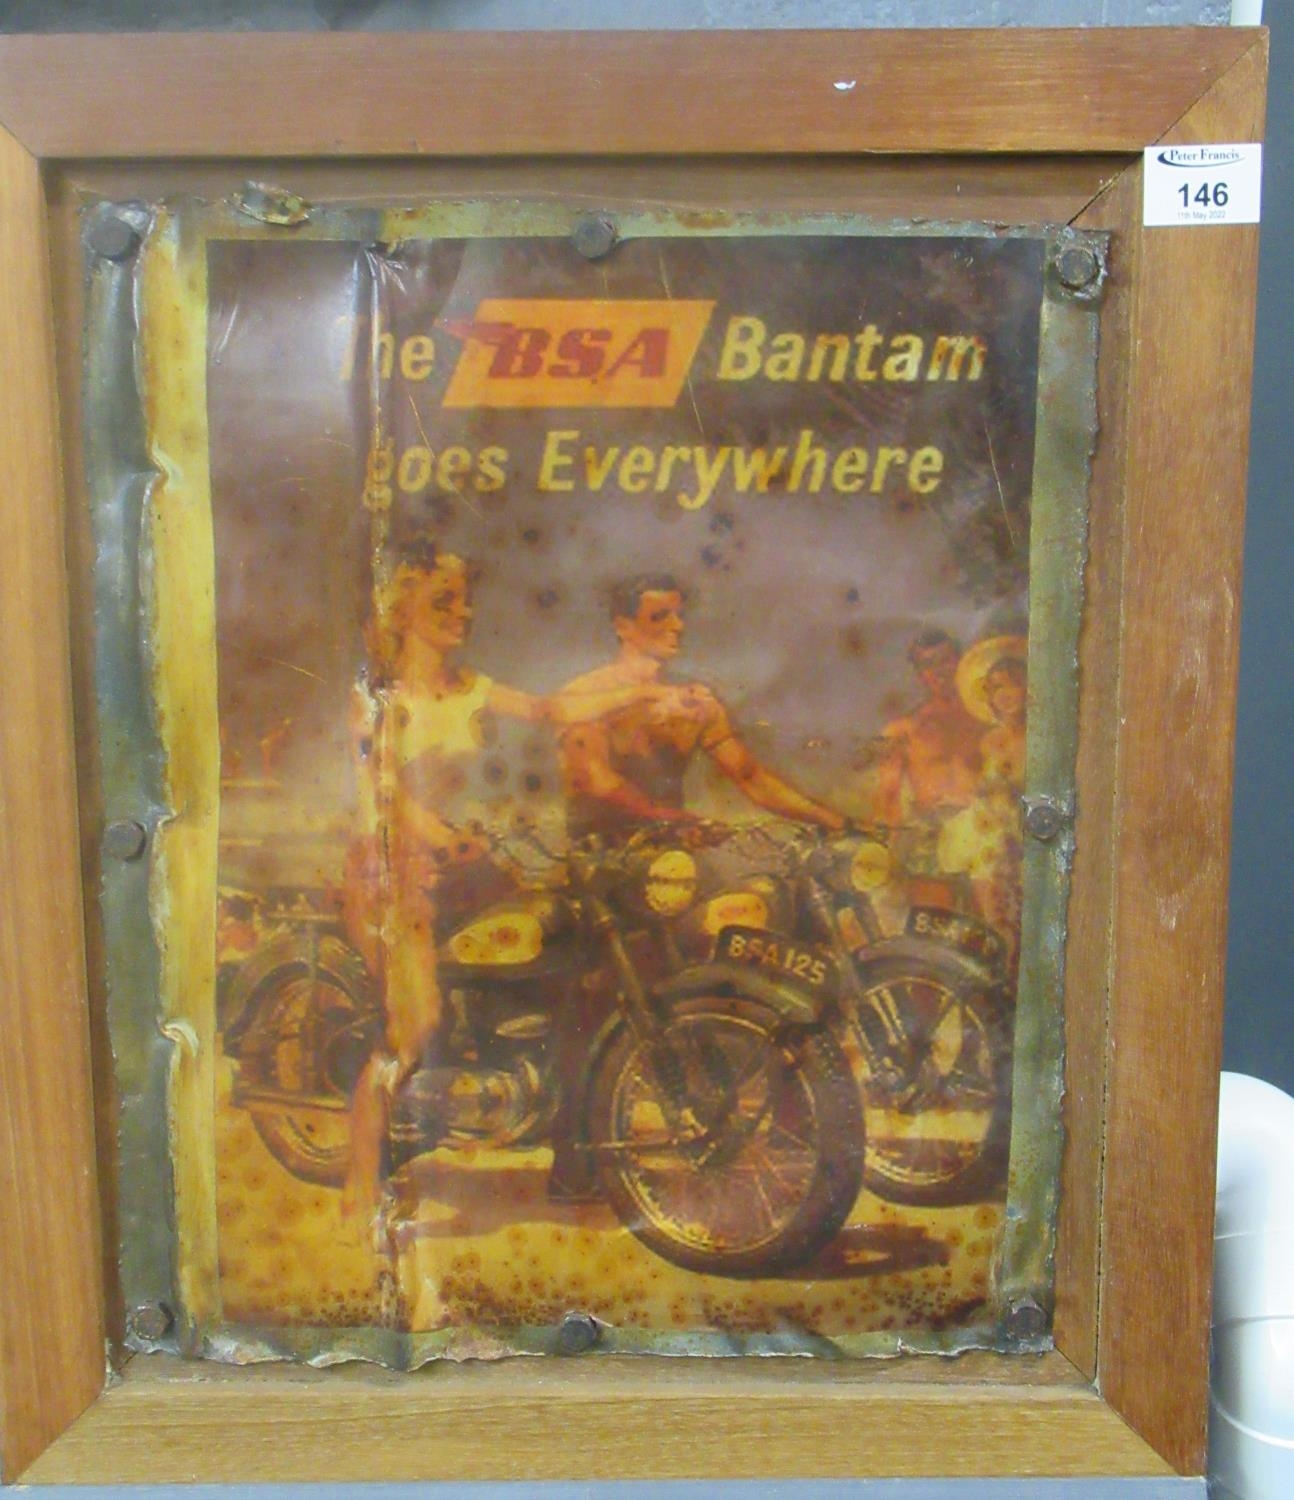 Peter Francis
146
11th May 2022
The BSA Bantam
goes Everywhere
BSA 125